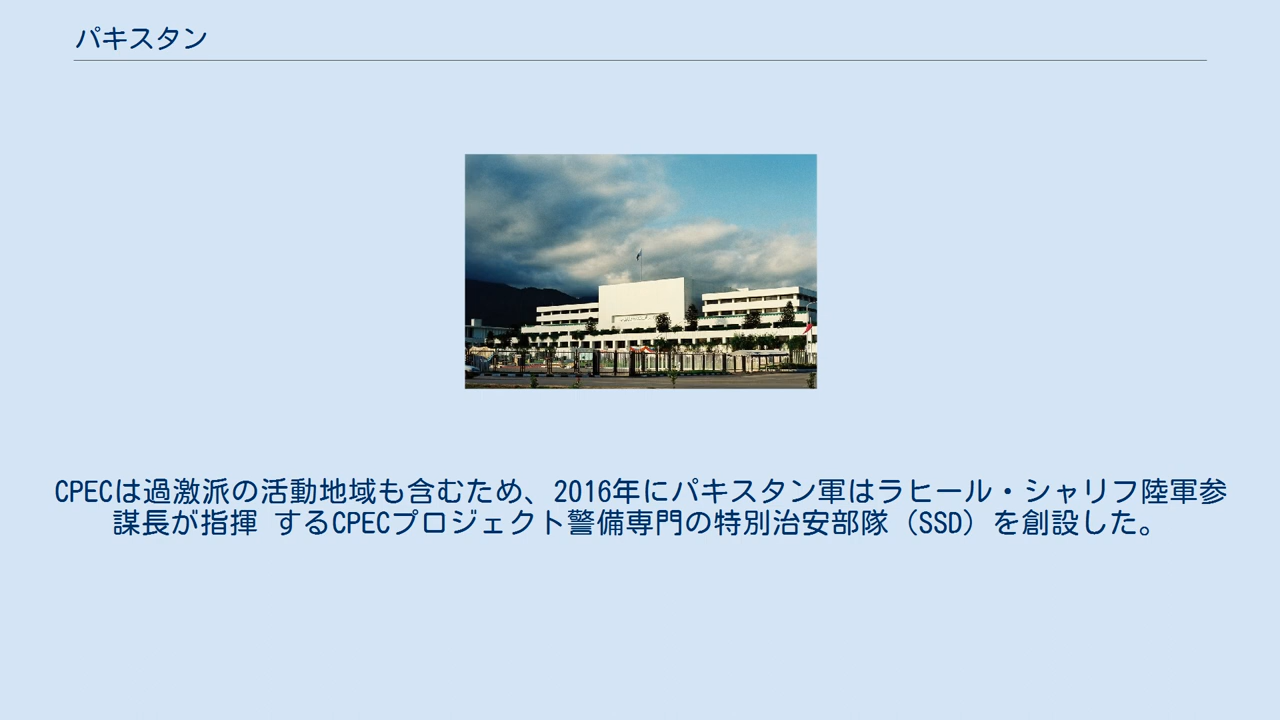 パキスタン
CPECは過激派の活動地域も含むため、2016年にパキスタン軍はラヒール・シャリフ陸軍参
謀長が指揮 するCPECプロジェクト警備専門の特別治安部隊（SSD）を創設した。